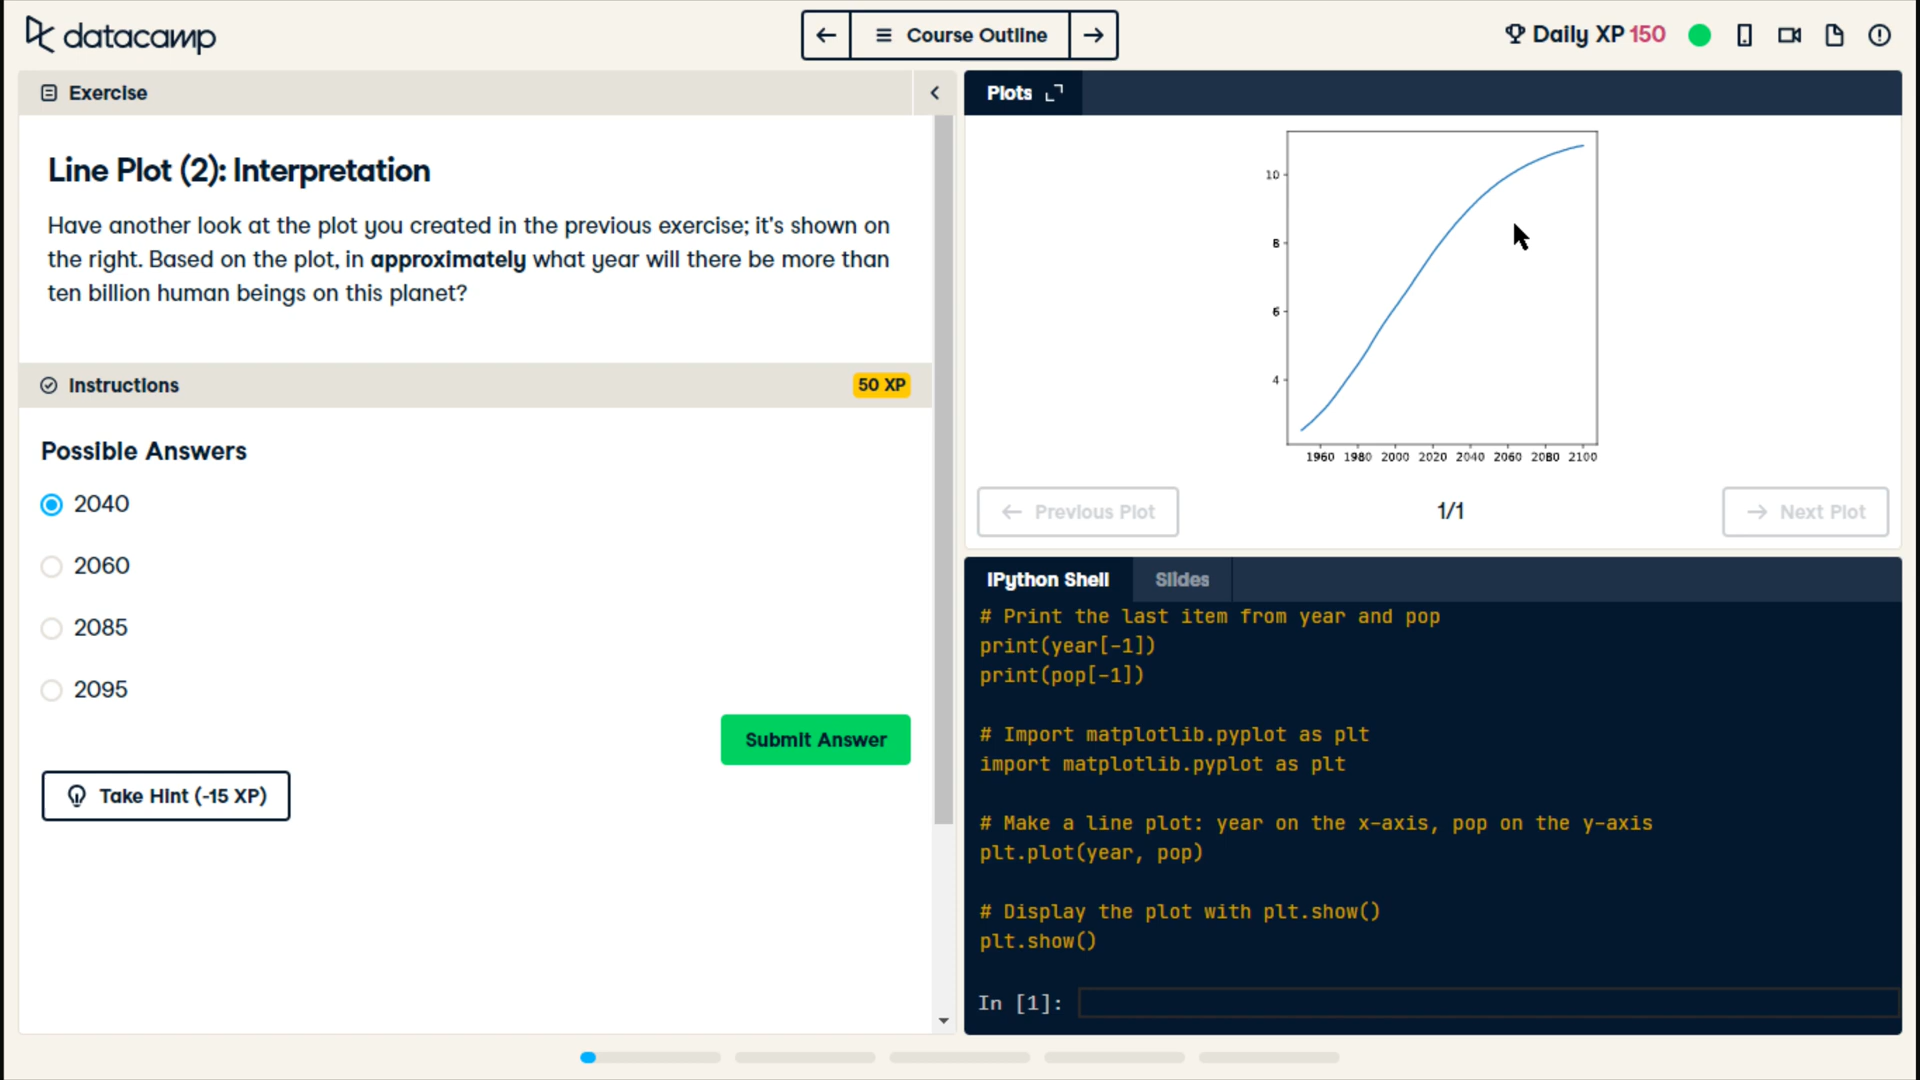 datacamp
Course Outline
Daily XP 150
Exercise
Line Plot (2): Interpretation
Have another look at the plot you created in the previous exercise; it's shown on
the right. Based on the plot, in approximately what year will there be more than
ten billion human beings on this planet?
Instructions
50 XP
Possible Answers
2040
2060
2085
2095
Submit Answer
Take Hint (-15 XP)
Plots
10
8
6
4
1960 1980 2000 2020 2040 2060 2080 2100
Previous Plot
1/1
Next Plot
IPython Shell
Slides
# Print the last item from year and pop
print(year[-1])
print(pop[-1])
# Import matplotlib.pyplot as plt
import matplotlib.pyplot as plt
# Make a line plot: year on the x-axis, pop on the y-axis
plt.plot(year, pop)
# Display the plot with plt.show()
plt.show()
In [1]: